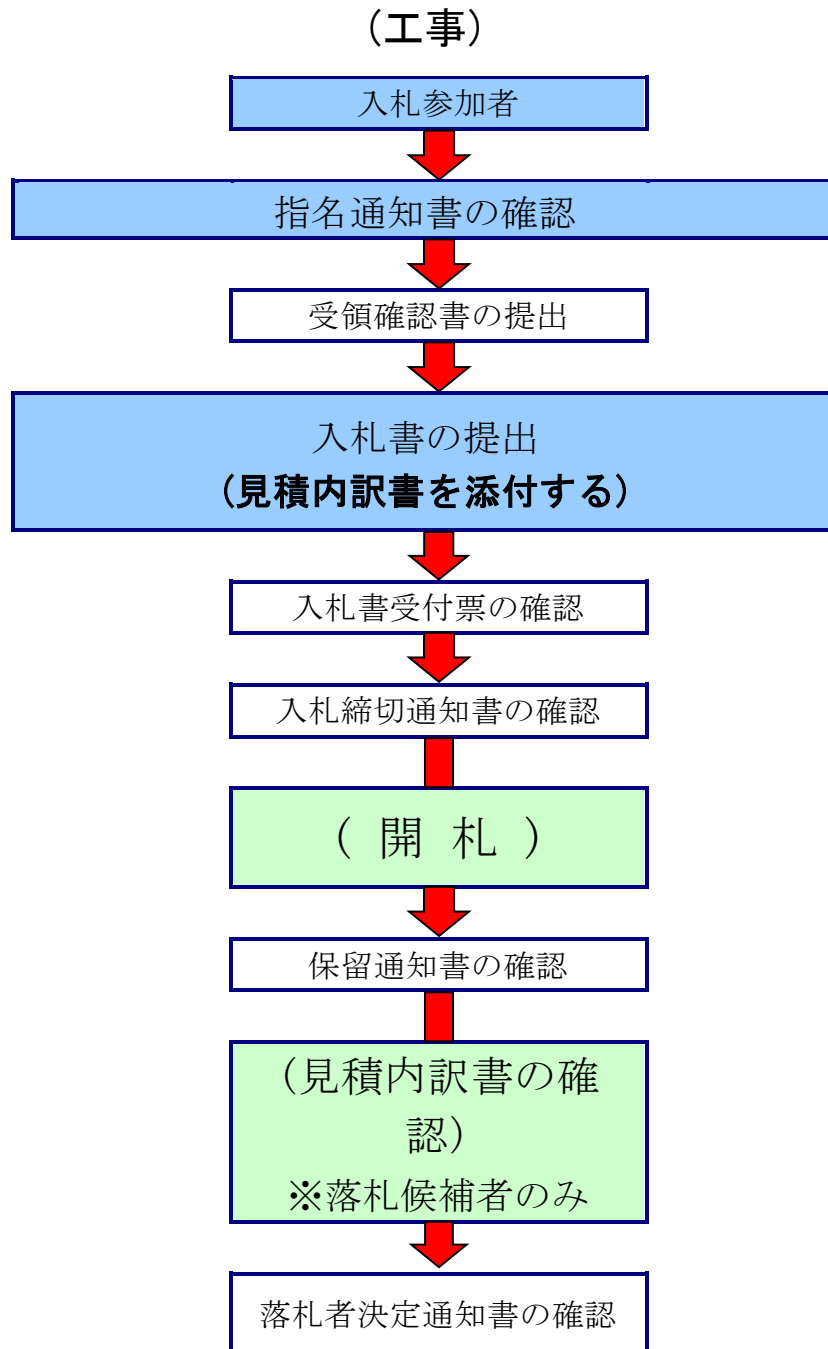 (工事)
入札参加者
指名通知書の確認
受領確認書の提出
入札書の提出
(見積内訳書を添付する)
入札書受付票の確認
入札締切通知書の確認
( 開 札 )
保留通知書の確認
(見積内訳書の確
認)
※落札候補者のみ
落札者決定通知書の確認